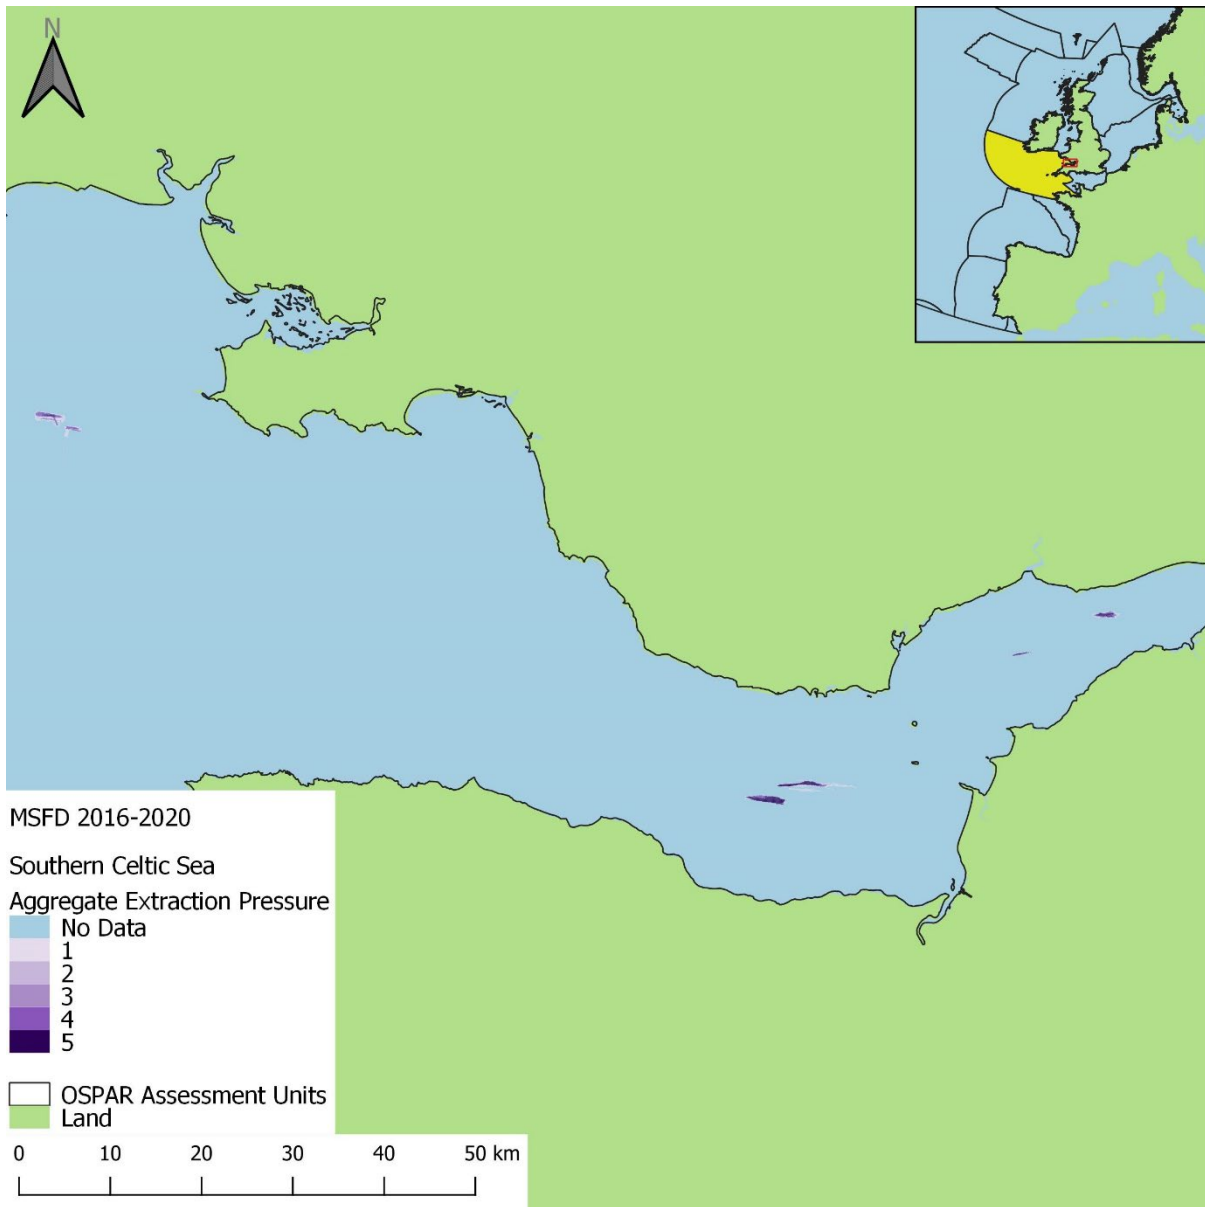 N
MSFD 2016-2020
Southern Celtic Sea
Aggregate Extraction Pressure
No Data
1
2
3
4
5
OSPAR Assessment Units
Land
0 10 20 30 40 50 km